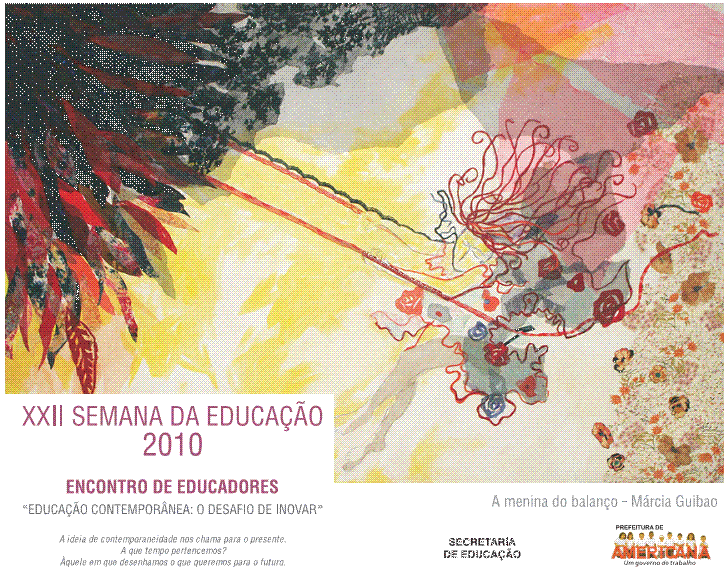 XXII SEMANA DA EDUCAÇÃO
2010
ENCONTRO DE EDUCADORES
“EDUCAÇÃO CONTEMPORÂNEA: O DESAFIO DE INOVAR”
A ideia de contemporaneidade nos chama para o presente.
A que tempo pertencemos?
Àquele em que desenhamos o que queremos para o futuro.
A menina do balanço – Márcia Guibao
SECRETARIA
DE EDUCAÇÃO
PREFEITURA DE
AMERICANA
Um governo de trabalho